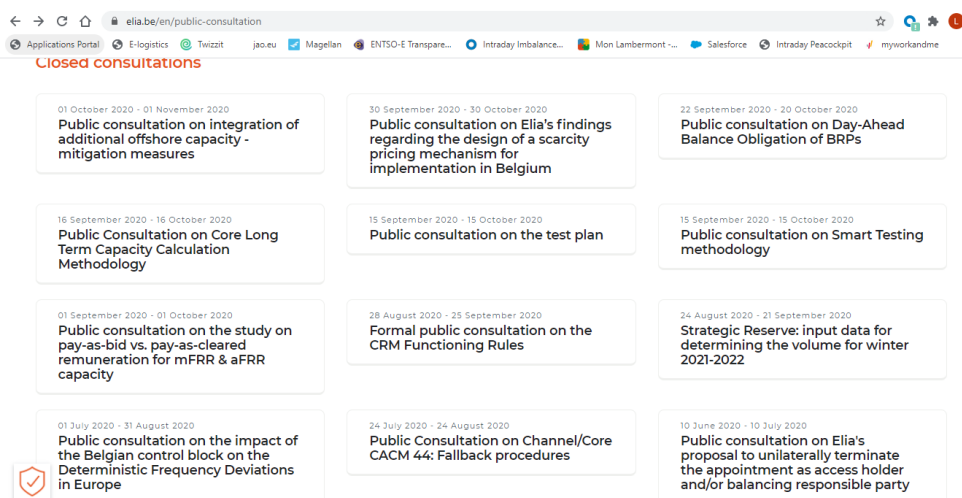 elia.be/en/public-consultation
L
Applications Portal E-logistics Twizzit jao.eu Magellan ENTSO-E Transpare... Intraday Imbalance... Mon Lambermont -... Salesforce Intraday Peacockpit myworkandme
Closed consultations
01 October 2020 - 01 November 2020
Public consultation on integration of
additional offshore capacity -
mitigation measures
30 September 2020 - 30 October 2020
Public consultation on Elia's findings
regarding the design of a scarcity
pricing mechanism for
implementation in Belgium
22 September 2020 - 20 October 2020
Public consultation on Day-Ahead
Balance Obligation of BRPs
16 September 2020 - 16 October 2020
Public Consultation on Core Long
Term Capacity Calculation
Methodology
15 September 2020 - 15 October 2020
Public consultation on the test plan
15 September 2020 - 15 October 2020
Public consultation on Smart Testing
methodology
01 September 2020 - 01 October 2020
Public consultation on the study on
pay-as-bid vs. pay-as-cleared
remuneration for mFRR & aFRR
capacity
28 August 2020 - 25 September 2020
Formal public consultation on the
CRM Functioning Rules
24 August 2020 - 21 September 2020
Strategic Reserve: input data for
determining the volume for winter
2021-2022
01 July 2020 - 31 August 2020
Public consultation on the impact of
the Belgian control block on the
Deterministic Frequency Deviations
in Europe
24 July 2020 - 24 August 2020
Public Consultation on Channel/Core
CACM 44: Fallback procedures
10 June 2020 - 10 July 2020
Public consultation on Elia's
proposal to unilaterally terminate
the appointment as access holder
and/or balancing responsible party